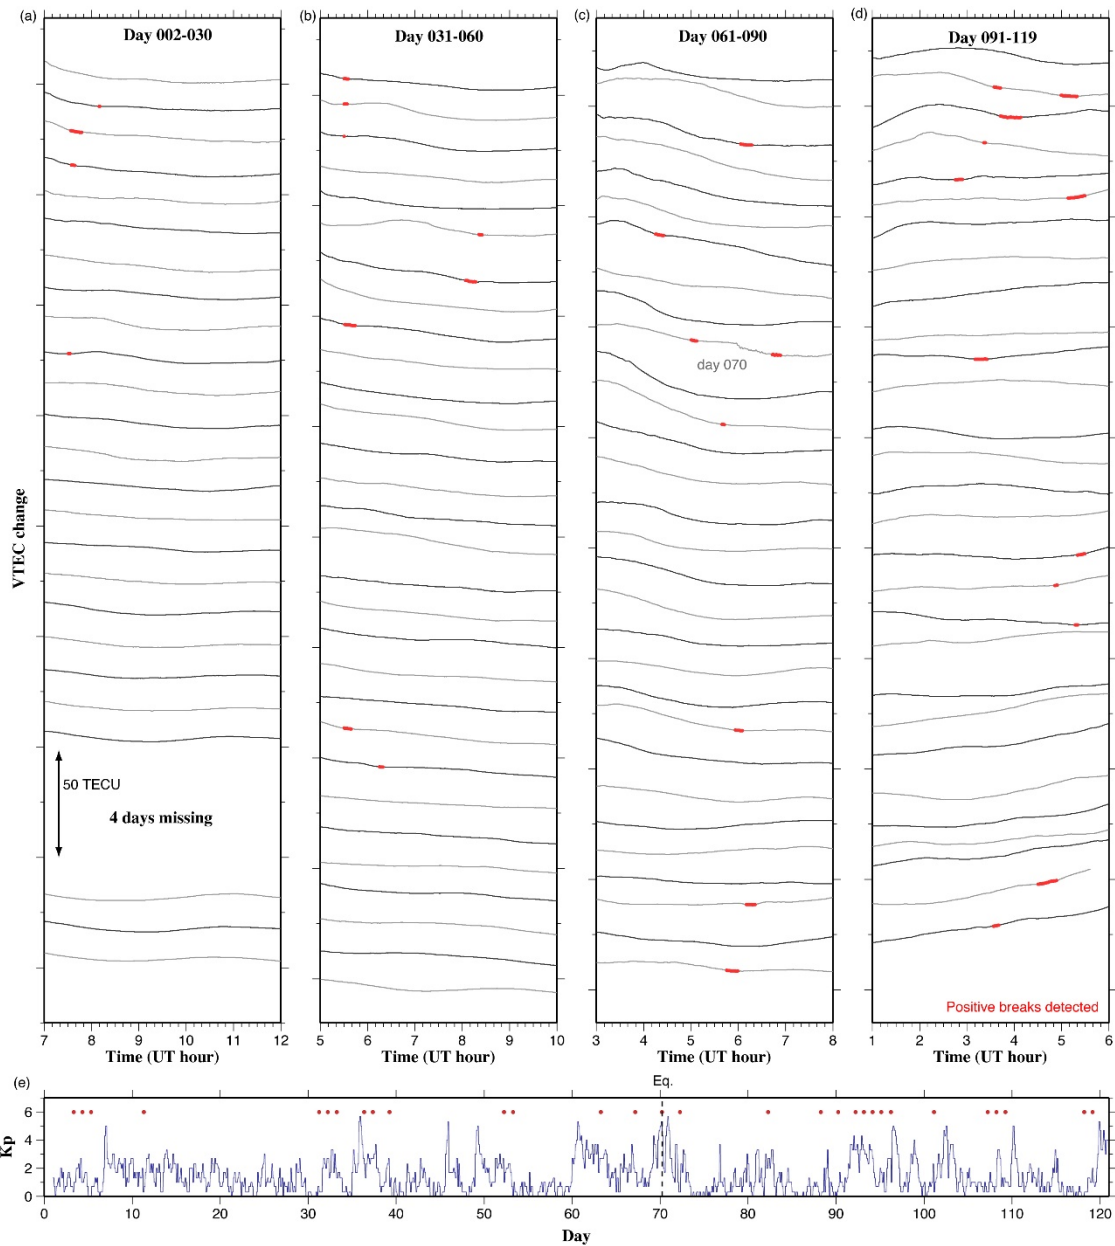 (a)
Day 002-030
(b)
Day 031-060
(c)
Day 061-090
(d)
Day 091-119
day 070
VTEC change
50 TECU
4 days missing
Positive breaks detected
7 8 9 10 11 12
5 6 7 8 9 10
3 4 5 6 7 8
1 2 3 4 5 6
Time (UT hour)
Time (UT hour)
Time (UT hour)
Time (UT hour)
(e)
Eq.
6
4
2
0
Kp
0 10 20 30 40 50 60 70 80 90 100 110 120
Day